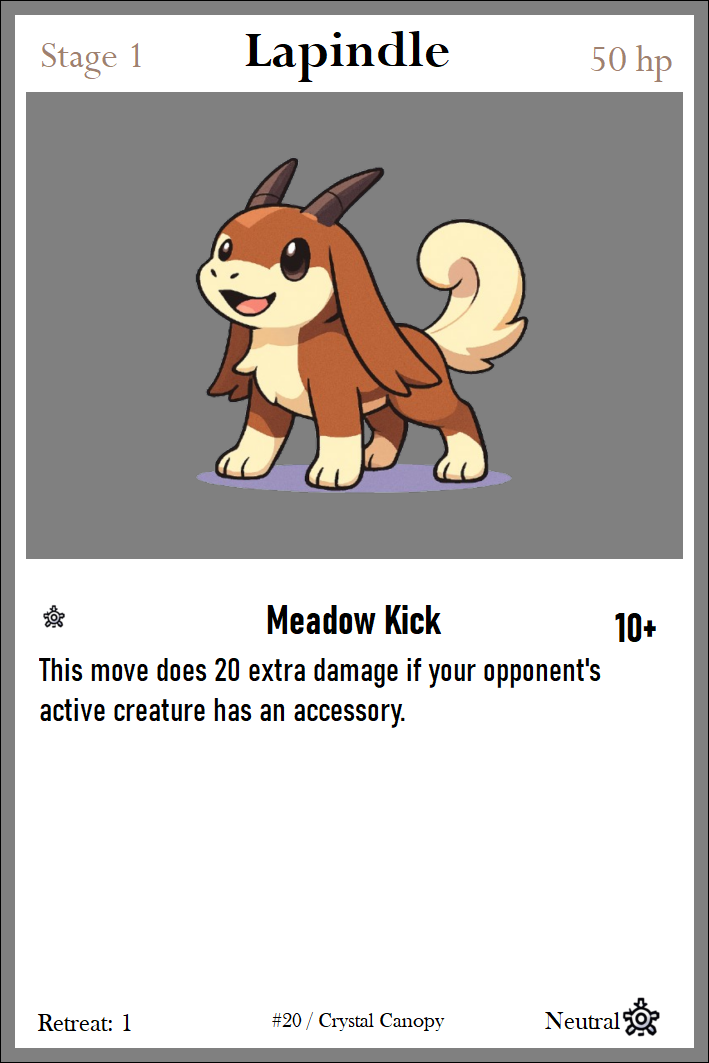 Stage 1
Lapindle
50 hp
Meadow Kick
10+
This move does 20 extra damage if your opponent's
active creature has an accessory.
Retreat: 1
#20 / Crystal Canopy
Neutral